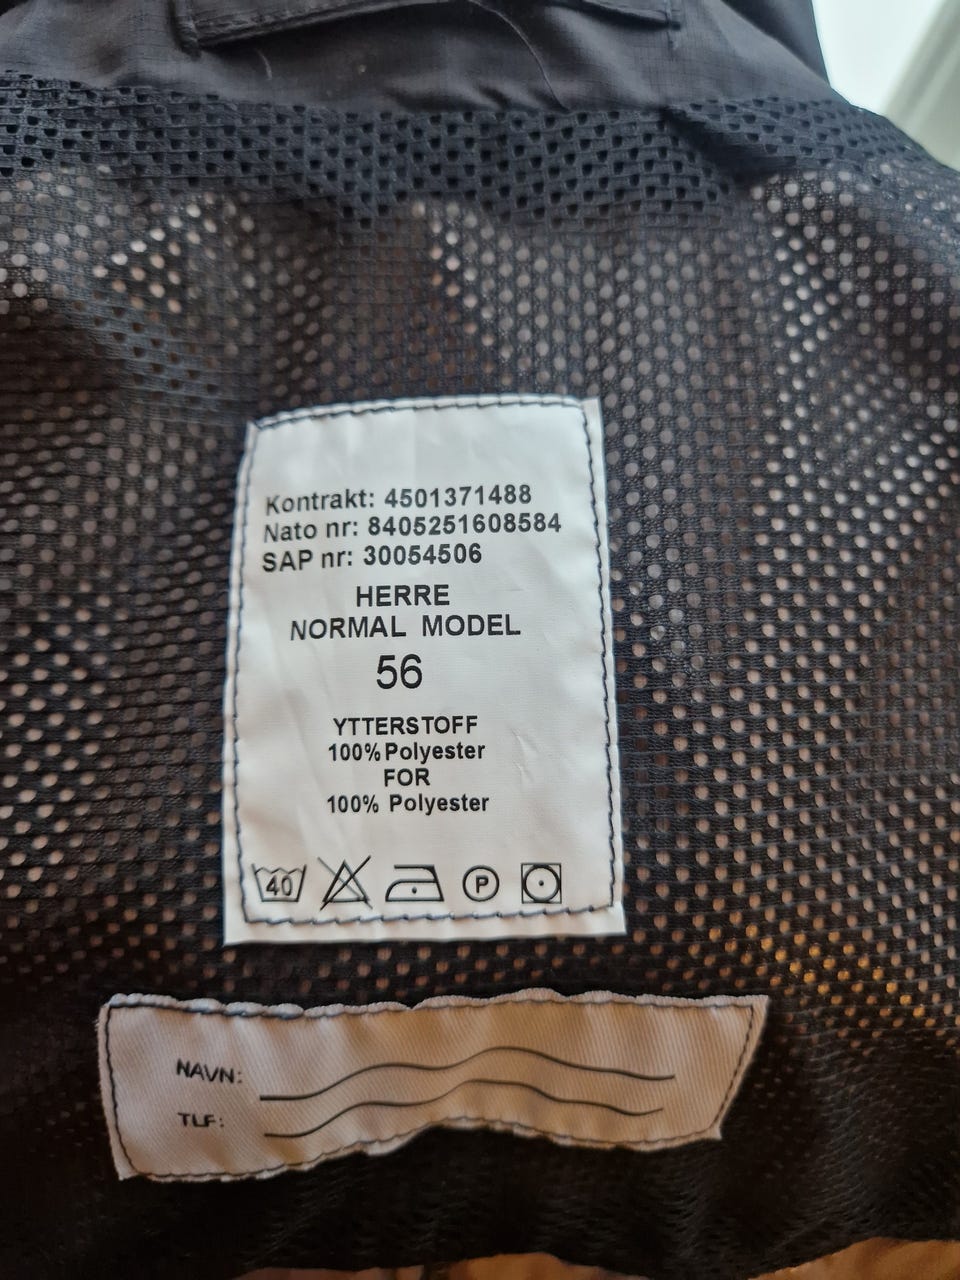 Kontrakt: 4501371488
Nato nr: 8405251608584
SAP nr: 30054506
HERRE
NORMAL MODEL
56
YTTERSTOFF
100% Polyester
FOR
100% Polyester
40 P
NAVN:
TLF: